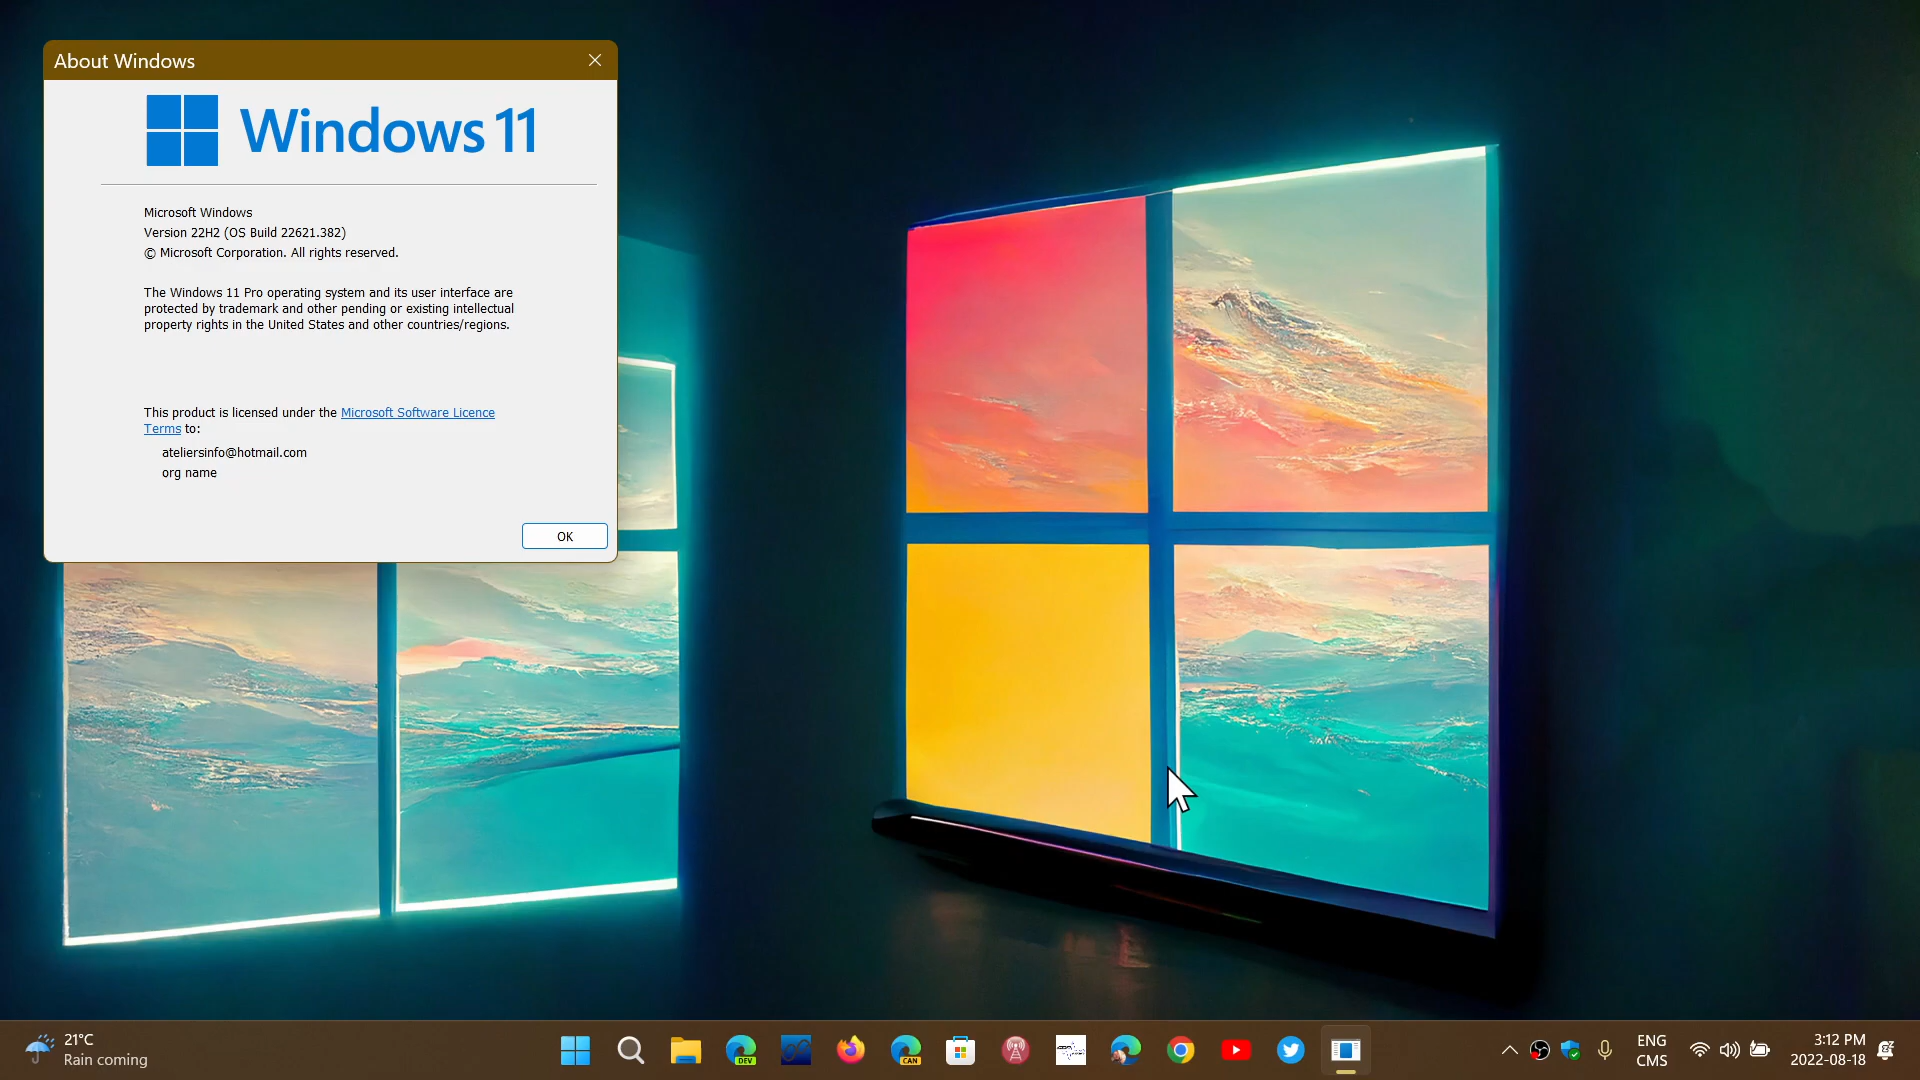 About Windows
Windows 11
Microsoft Windows
Version 22H2 (OS Build 22621.382)
© Microsoft Corporation. All rights reserved.
The Windows 11 Pro operating system and its user interface are
protected by trademark and other pending or existing intellectual
property rights in the United States and other countries/regions.
This product is licensed under the Microsoft Software Licence
Terms to:
ateliersinfo@hotmail.com
org name
OK
21°C
Rain coming
DEV
CAN
ENG
CMS
3:12 PM
2022-08-18